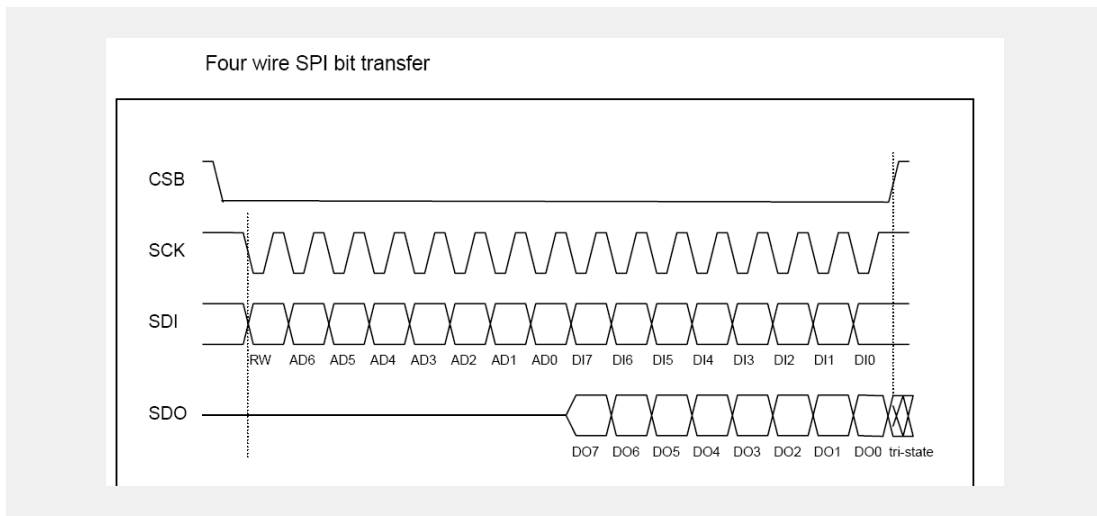 Four wire SPI bit transfer
CSB
SCK
SDI
RW AD6 AD5 AD4 AD3 AD2 AD1 AD0 DI7 DI6 DI5 DI4 DI3 DI2 DI1 DI0
SDO
DO7 DO6 DO5 DO4 DO3 DO2 DO1 DO0 tri-state